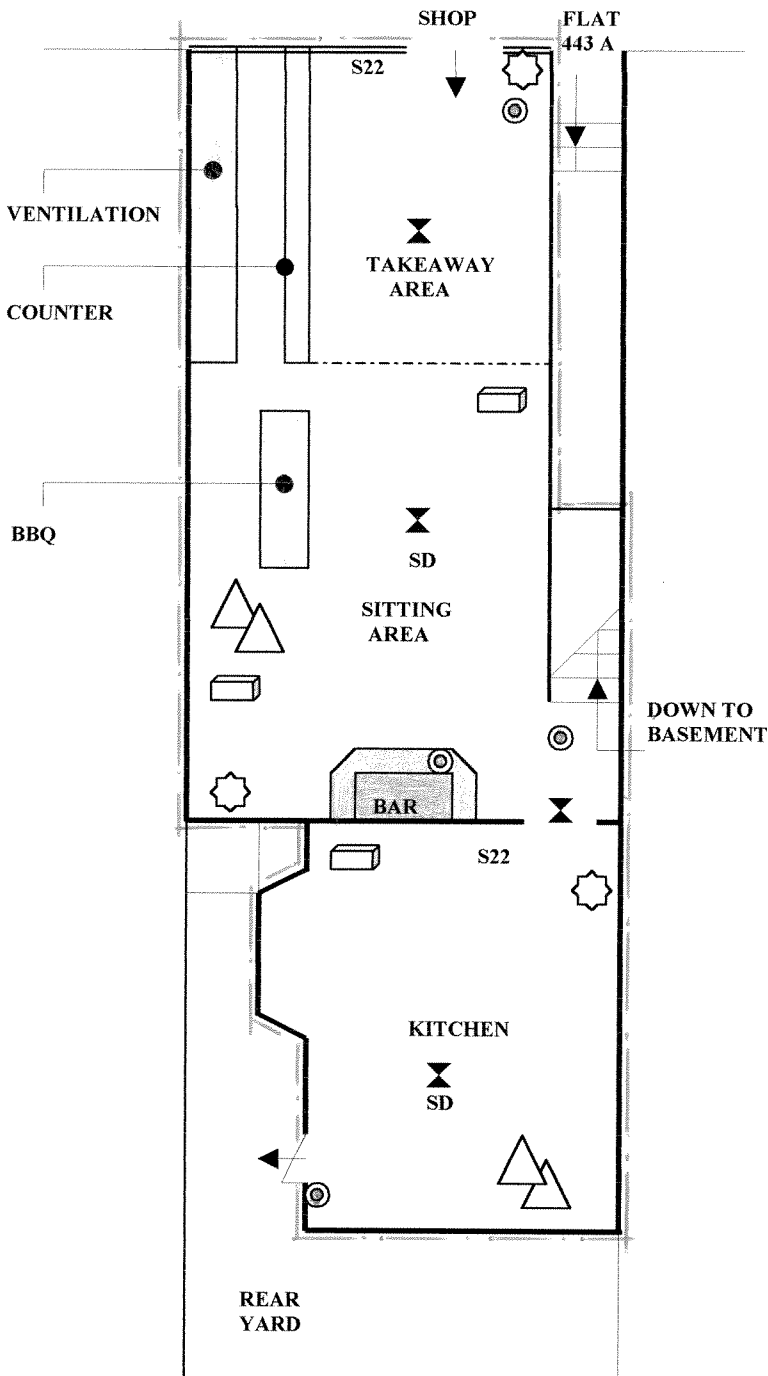 SHOP
FLAT
443 A
S22
VENTILATION
TAKEAWAY
AREA
COUNTER
BBQ
SD
SITTING
AREA
DOWN TO
BASEMENT
BAR
S22
KITCHEN
SD
REAR
YARD